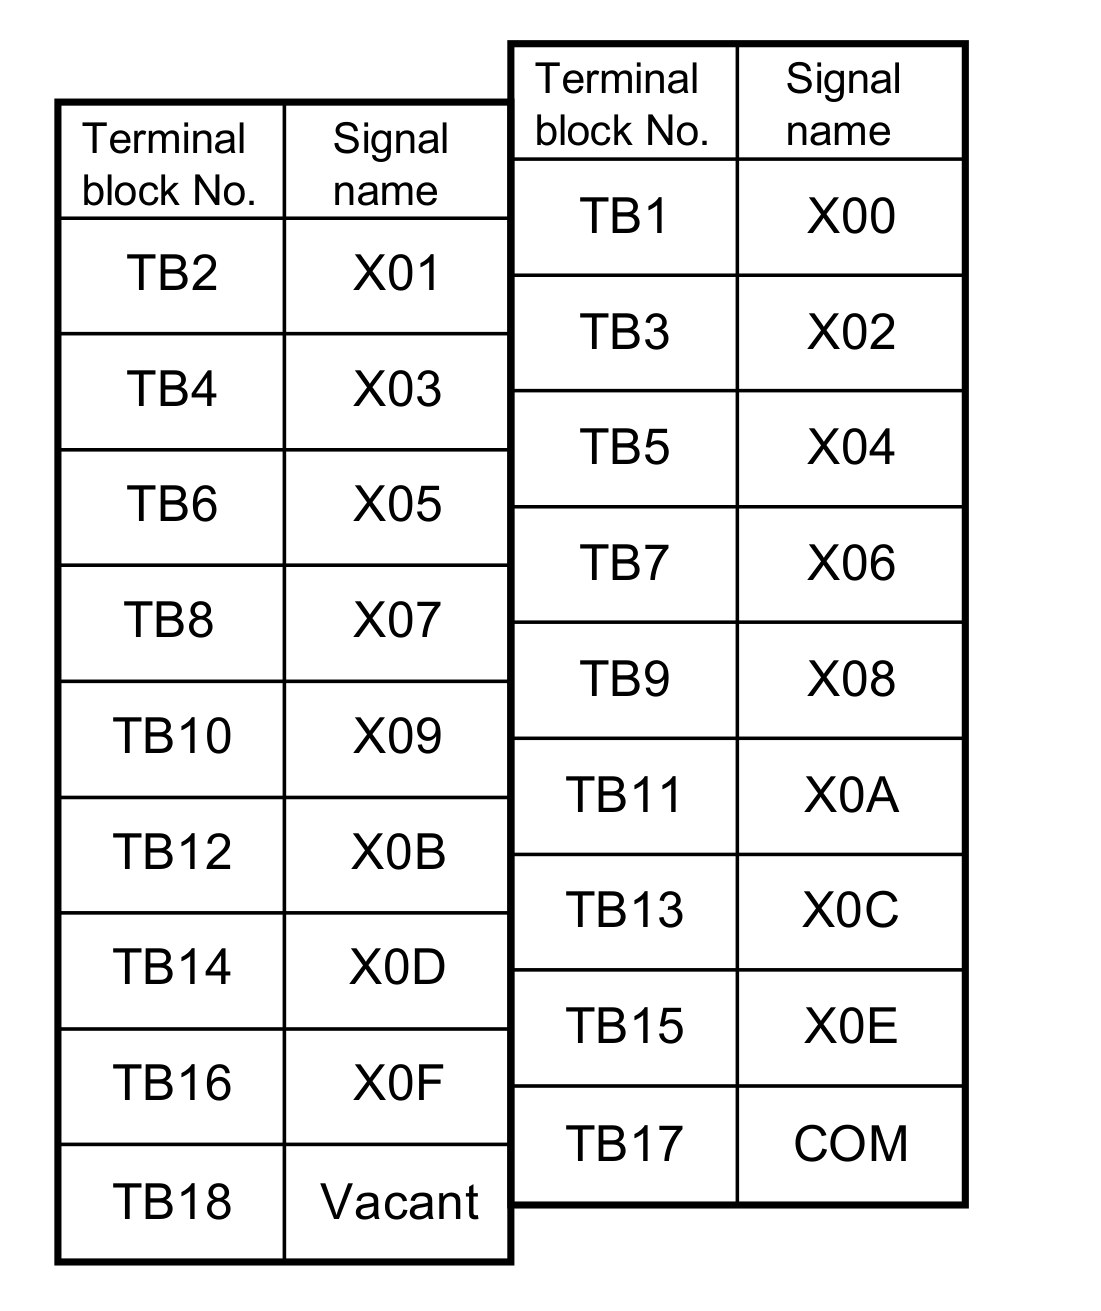 Terminal
block No.
Signal
name
TB2 X01
TB4 X03
TB6 X05
TB8 X07
TB10 X09
TB12 X0B
TB14 X0D
TB16 X0F
TB18 Vacant
Terminal
block No.
Signal
name
TB1 X00
TB3 X02
TB5 X04
TB7 X06
TB9 X08
TB11 X0A
TB13 X0C
TB15 X0E
TB17 COM